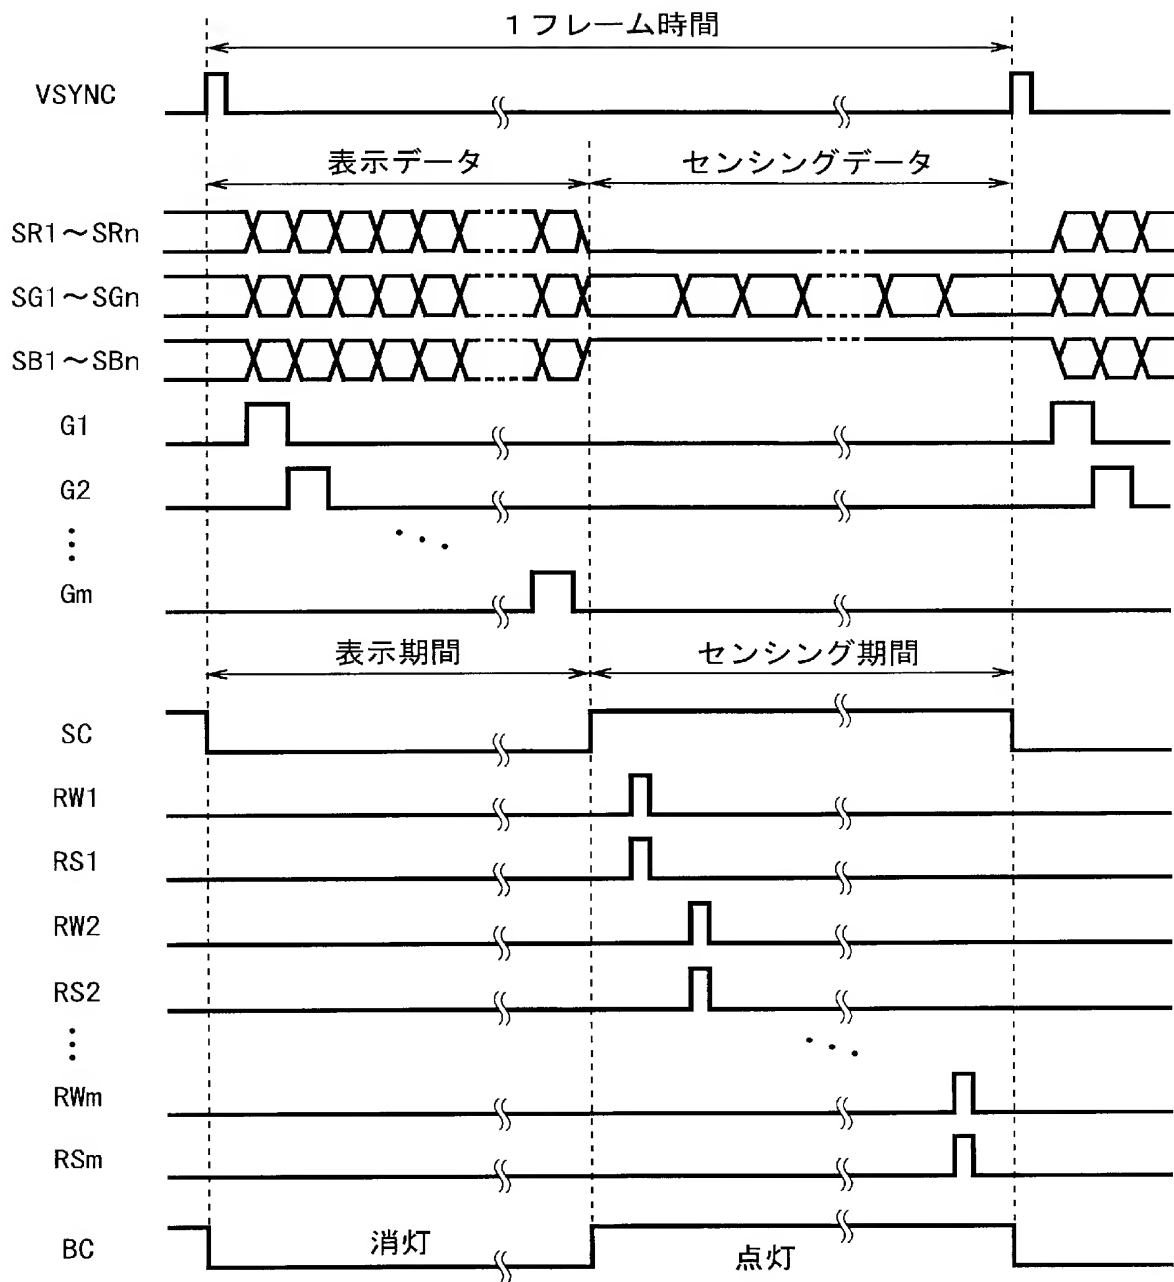 １フレーム時間
VSYNC
表示データ
センシングデータ
SR1～SRn
SG1～SGn
SB1～SBn
G1
G2
⋮
Gm
表示期間
センシング期間
SC
RW1
RS1
RW2
RS2
⋮
RWm
RSm
BC
消灯
点灯